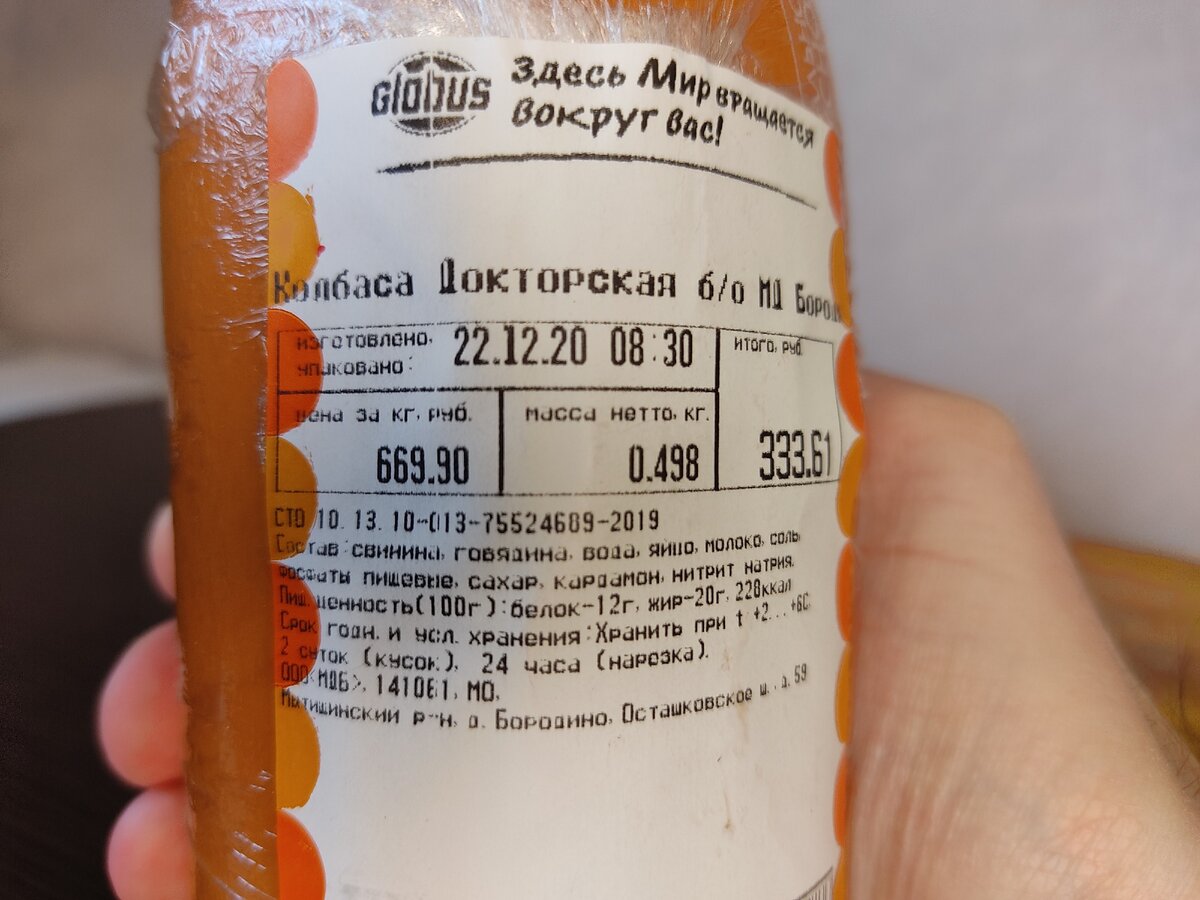 Globus
Здесь Мир вращается
вокруг вас!
Колбаса Докторская б/о МД Бород
изготовлено,
упаковано:
22.12.20 08:30
итого, руб.
цена за кг, руб.
масса нетто, кг.
669.90
0.498
333.61
СТО 10.13.10-013-75524689-2019
Состав:свинина, говядина, вода, яйцо, молоко, соль
фосфаты пищевые, сахар, кардамон, нитрит натрия.
Пищ.ценность(100г):белок-12г, жир-20г, 228ккал
Срок годн. и усл. хранения:Хранить при t +2...+6С
2 суток (кусок), 24 часа (нарезка).
ООО<МДБ>, 141061, МО,
Мытищинский р-н, д. Бородино, Осташковское ш., д. 59